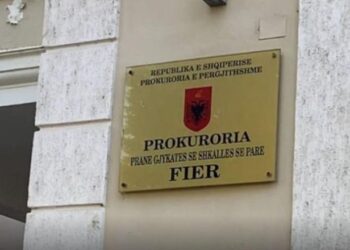 REPUBLIKA E SHQIPERISE
PROKURORIA E PERGJITHSHME
PROKURORIA
PRANE GJYKATES SE SHKALLES SE PARE
FIER